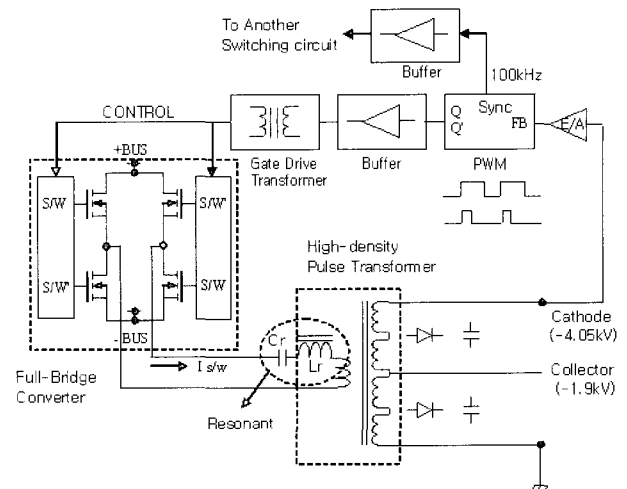 To Another
Switching circuit
Buffer
100kHz
CONTROL
Gate Drive
Transformer
Buffer
Q
Q'
Sync
FB
E/A
PWM
+BUS
S/W
S/W'
S/W'
S/W
-BUS
Full-Bridge
Converter
I s/w
Cr
Lr
Resonant
High-density
Pulse Transformer
Cathode
(-4.05kV)
Collector
(-1.9kV)